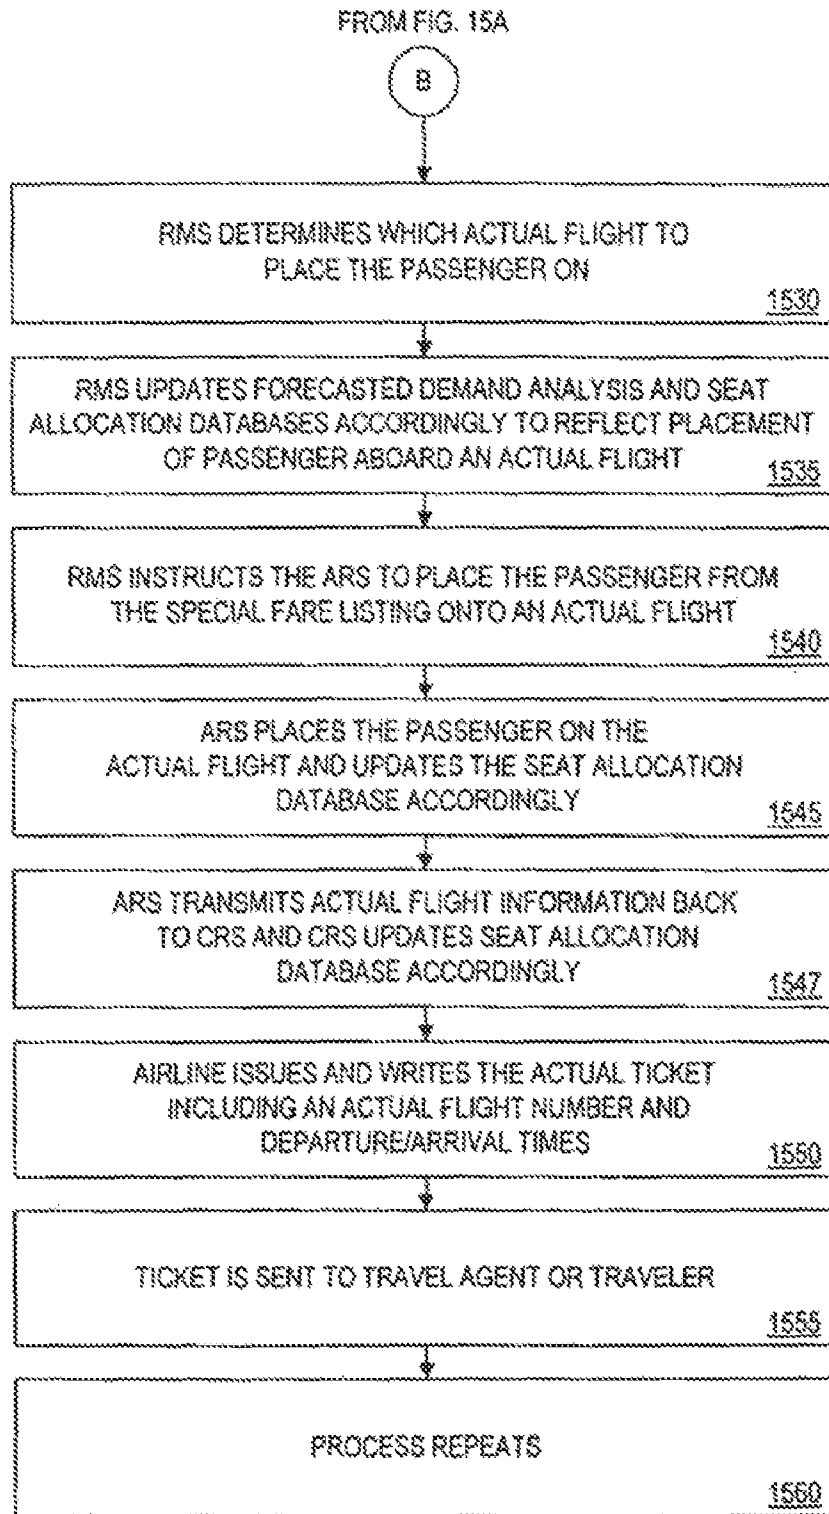 FROM FIG. 15A
B
RMS DETERMINES WHICH ACTUAL FLIGHT TO
PLACE THE PASSENGER ON
1530
RMS UPDATES FORECASTED DEMAND ANALYSIS AND SEAT
ALLOCATION DATABASES ACCORDINGLY TO REFLECT PLACEMENT
OF PASSENGER ABOARD AN ACTUAL FLIGHT
1535
RMS INSTRUCTS THE ARS TO PLACE THE PASSENGER FROM
THE SPECIAL FARE LISTING ONTO AN ACTUAL FLIGHT
1540
ARS PLACES THE PASSENGER ON THE
ACTUAL FLIGHT AND UPDATES THE SEAT ALLOCATION
DATABASE ACCORDINGLY
1545
ARS TRANSMITS ACTUAL FLIGHT INFORMATION BACK
TO CRS AND CRS UPDATES SEAT ALLOCATION
DATABASE ACCORDINGLY
1547
AIRLINE ISSUES AND WRITES THE ACTUAL TICKET
INCLUDING AN ACTUAL FLIGHT NUMBER AND
DEPARTURE/ARRIVAL TIMES
1550
TICKET IS SENT TO TRAVEL AGENT OR TRAVELER
1555
PROCESS REPEATS
1560